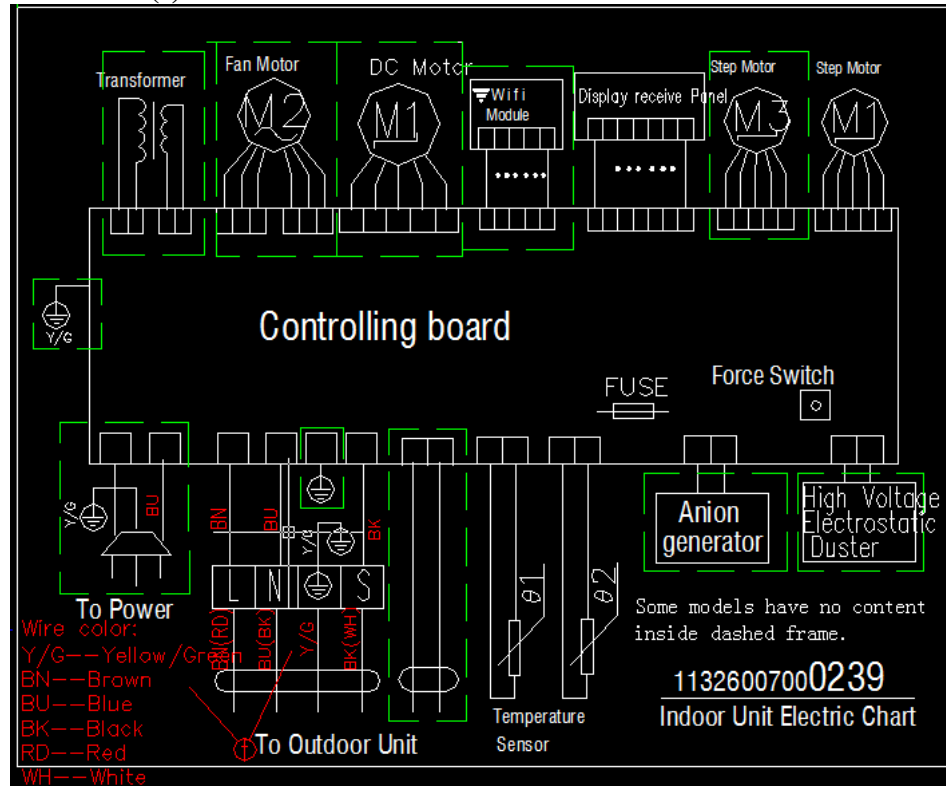 Transformer
Fan Motor
DC Motor
Wifi
Module
Display receive Panel
Step Motor
Step Motor
M2
M1
M3
M1
Y/G
Controlling board
FUSE
Force Switch
Y/G
BU
BN
BU
Y/G
BK
L N S
To Power
BN(RD)
BU(BK)
Y/G
BK(WH)
θ1
θ2
Anion
generator
High Voltage
Electrostatic
Duster
Wire color:
Y/G--Yellow/Green
BN--Brown
BU--Blue
BK--Black
RD--Red
WH--White
To Outdoor Unit
Temperature
Sensor
Some models have no content
inside dashed frame.
11326007000239
Indoor Unit Electric Chart